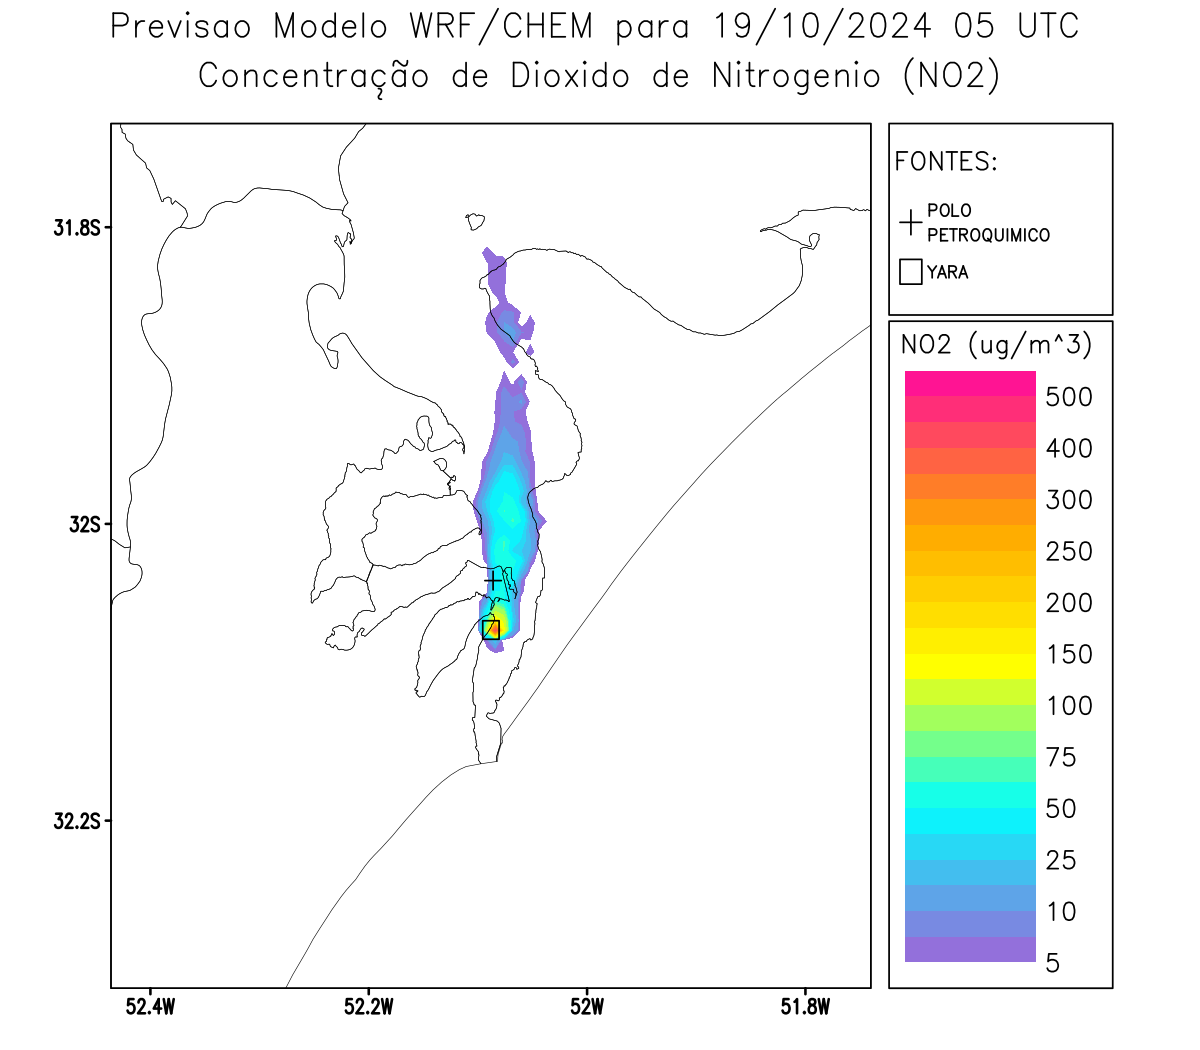 Previsao Modelo WRF/CHEM para 19/10/2024 05 UTC
Concentração de Dioxido de Nitrogenio (NO2)
FONTES:
POLO
PETROQUIMICO
YARA
NO2 (ug/m^3)
500
400
300
250
200
150
100
75
50
25
10
5
31.8S
32S
32.2S
52.4W
52.2W
52W
51.8W